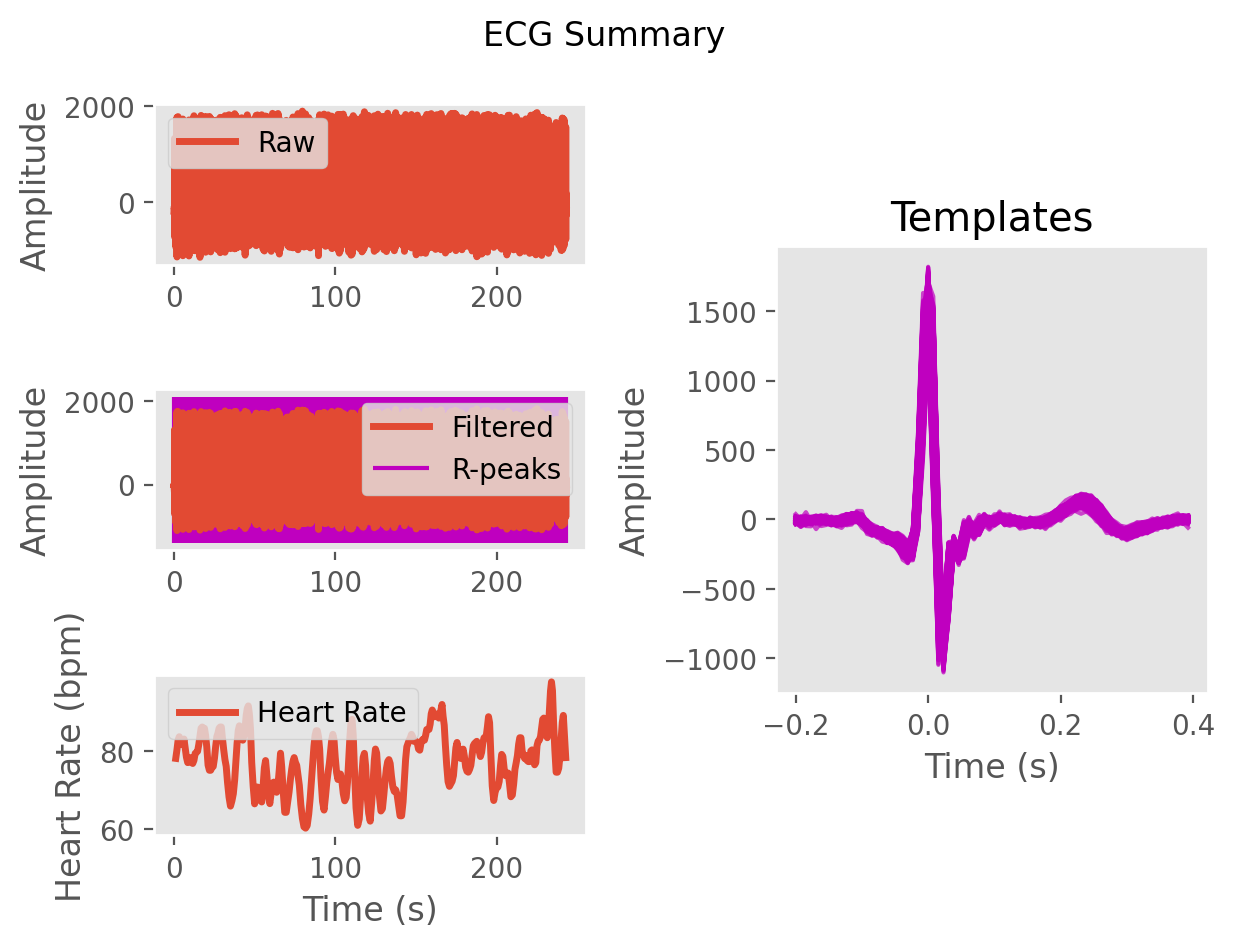 ECG Summary
Amplitude
2000
0
Raw
0 100 200
Amplitude
2000
0
Filtered
R-peaks
0 100 200
Heart Rate (bpm)
80
60
Heart Rate
0 100 200
Time (s)
Templates
Amplitude
1500
1000
500
0
−500
−1000
−0.2 0.0 0.2 0.4
Time (s)